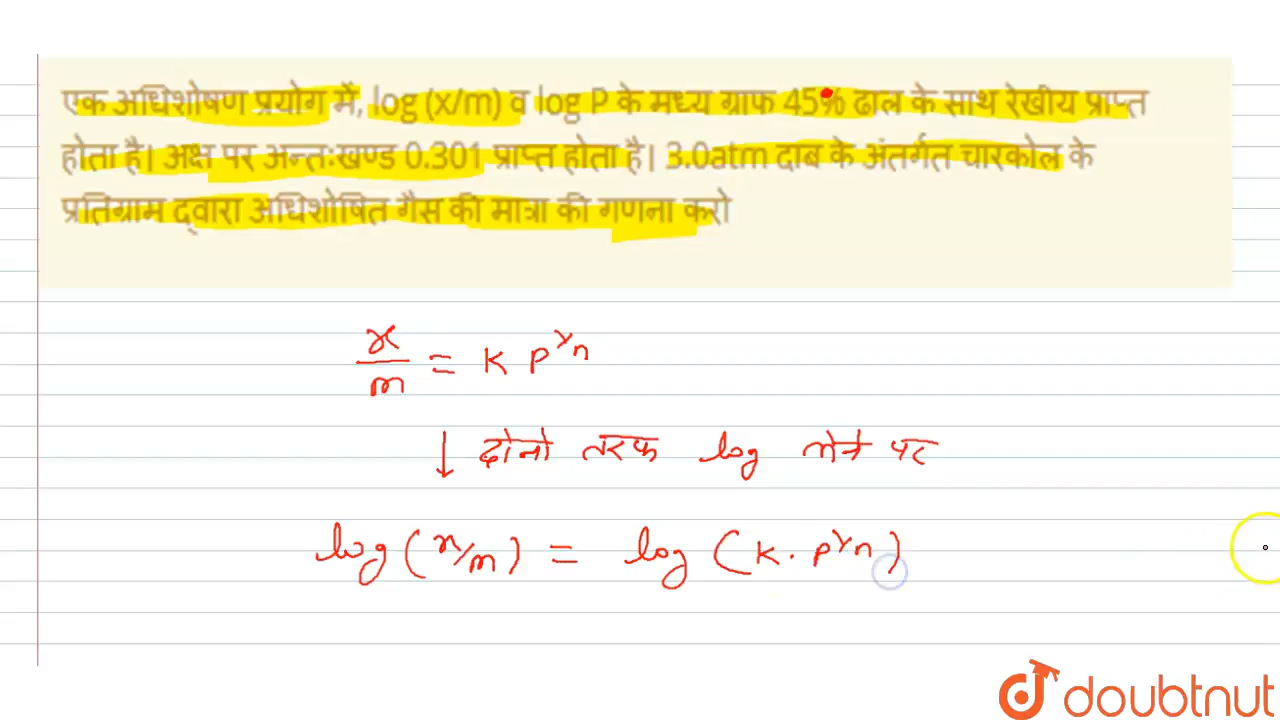 एक अधिशोषण प्रयोग में, log (x/m) व log P के मध्य ग्राफ 45% ढाल के साथ रेखीय प्राप्त
होता है। अक्ष पर अन्तःखण्ड 0.301 प्राप्त होता है। 3.0atm दाब के अंतर्गत चारकोल के
प्रतिग्राम द्वारा अधिशोषित गैस की मात्रा की गणना करो
x/m = K P^1/n
↓ दोनो तरफ log लेने पर
log (x/m) = log (K . P^1/n)
doubtnut